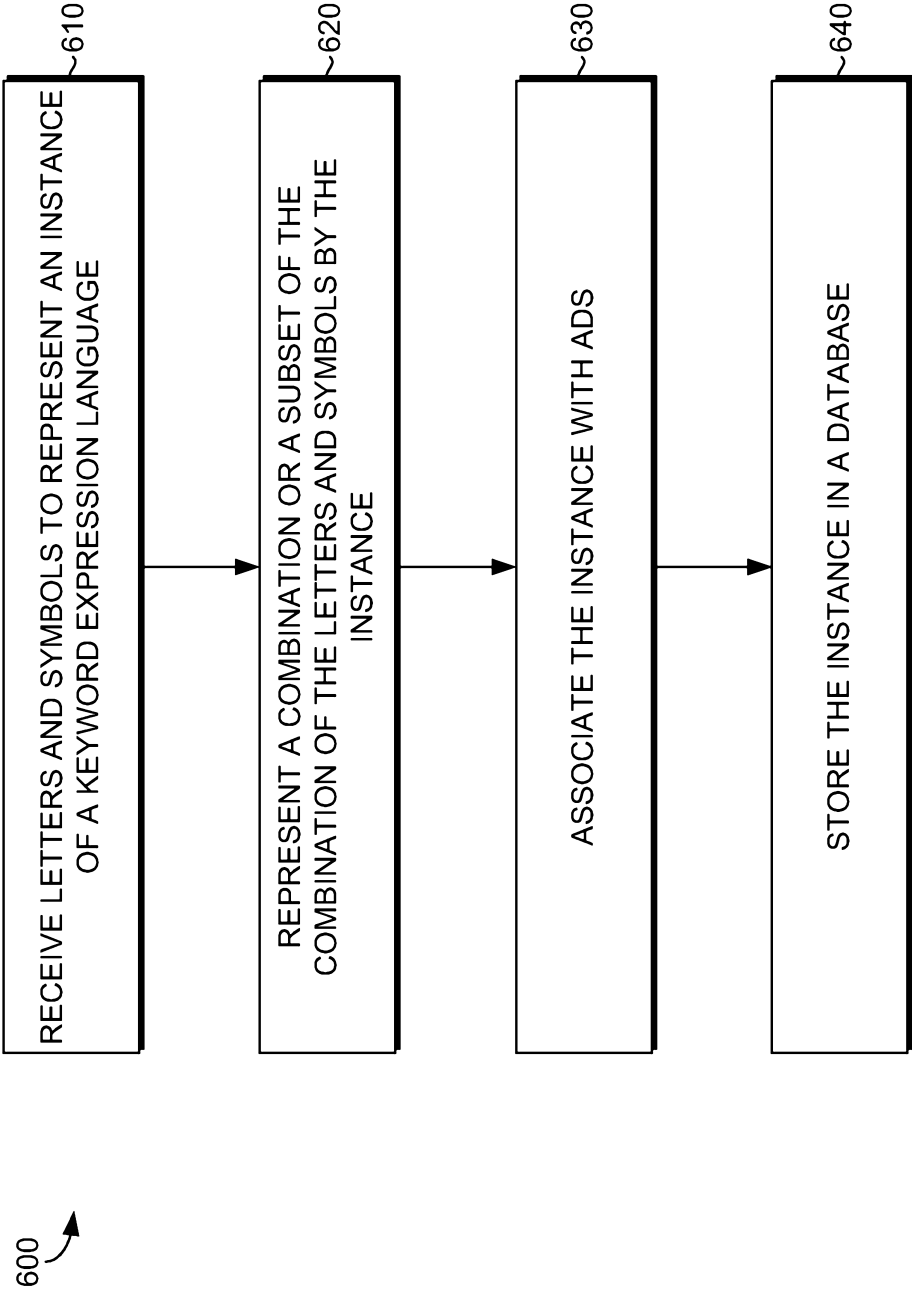 600
RECEIVE LETTERS AND SYMBOLS TO REPRESENT AN INSTANCE
OF A KEYWORD EXPRESSION LANGUAGE
610
REPRESENT A COMBINATION OR A SUBSET OF THE
COMBINATION OF THE LETTERS AND SYMBOLS BY THE
INSTANCE
620
ASSOCIATE THE INSTANCE WITH ADS
630
STORE THE INSTANCE IN A DATABASE
640